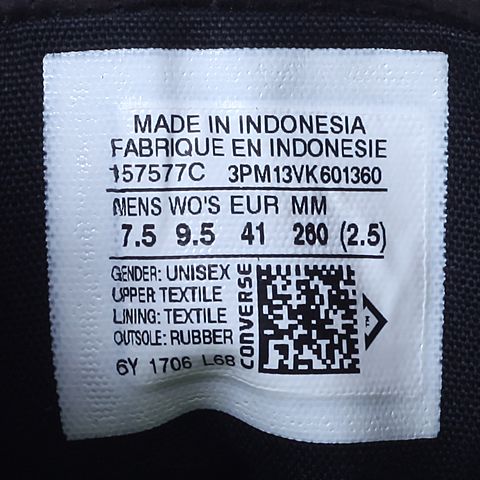 MADE IN INDONESIA
FABRIQUE EN INDONESIE
157577C 3PM13VK601360
MENS WO'S EUR MM
7.5 9.5 41 260 (2.5)
GENDER: UNISEX
UPPER TEXTILE
LINING: TEXTILE
OUTSOLE: RUBBER
6Y 1706 L68
CONVERSE
TM